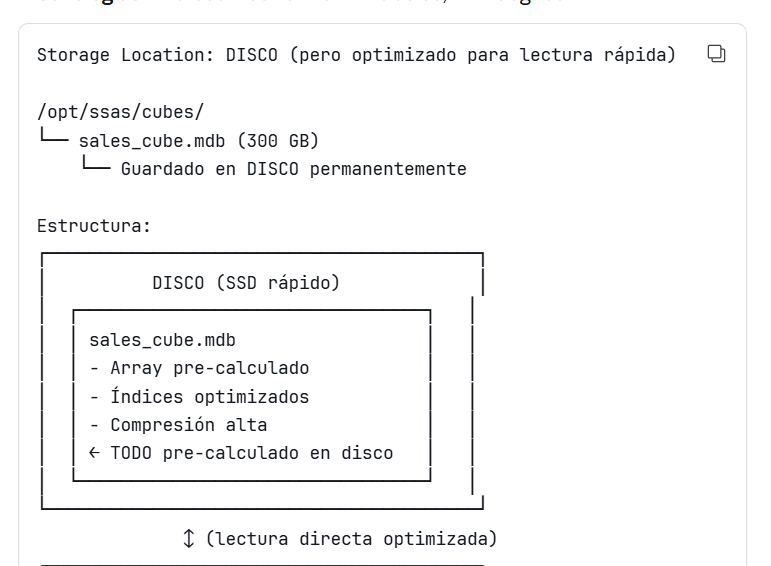 Storage Location: DISCO (pero optimizado para lectura rápida)
/opt/ssas/cubes/
└── sales_cube.mdb (300 GB)
└── Guardado en DISCO permanentemente
Estructura:
DISCO (SSD rápido)
sales_cube.mdb
- Array pre-calculado
- Índices optimizados
- Compresión alta
← TODO pre-calculado en disco
↕ (lectura directa optimizada)